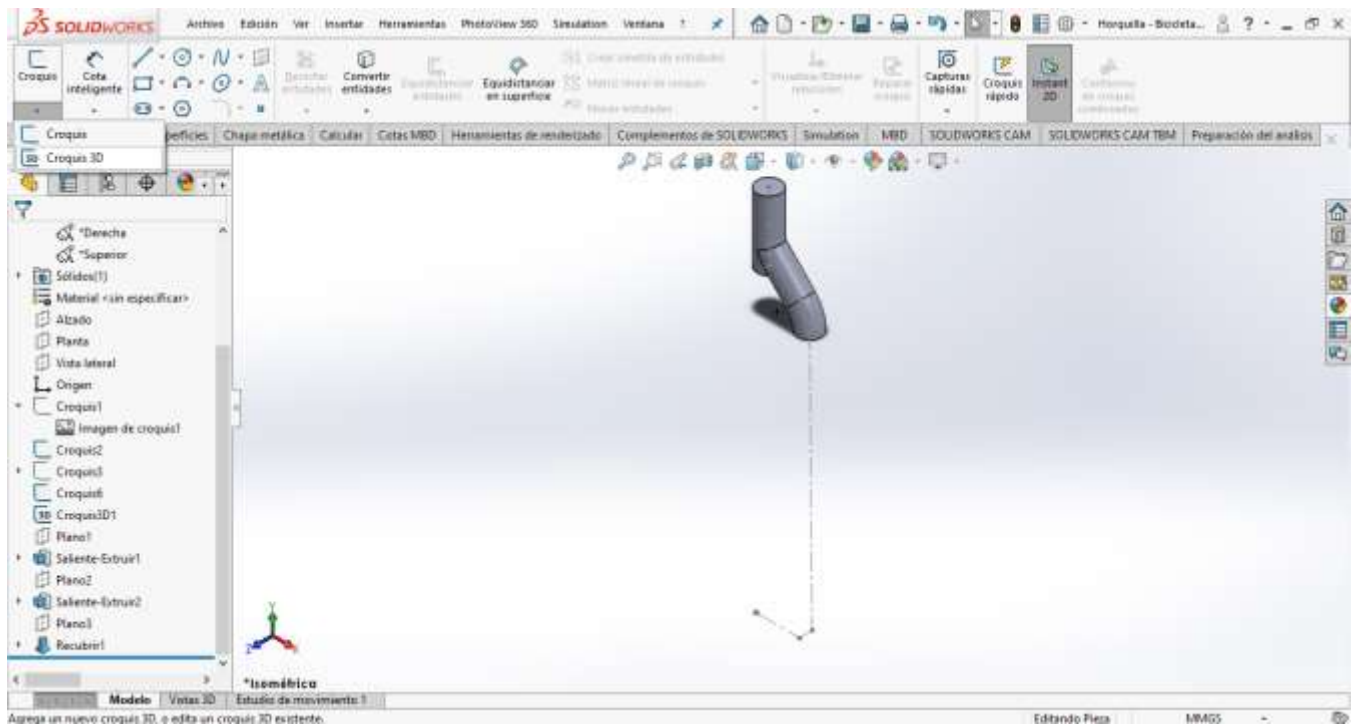 SOLIDWORKS Archivo Edición Ver Insertar Herramientas PhotoView 360 Simulation Ventana ? Horquilla - Bicicleta...
Croquis Cota inteligente Convertir entidades Equidistanciar en superficie Capturas rápidas Croquis rápido Instant 2D
Croquis
Croquis 3D
Chapa metálica Calcular Cotas MBD Herramientas de renderizado Complementos de SOLIDWORKS Simulation MBD SOLIDWORKS CAM SOLIDWORKS CAM TBM Preparación del análisis
*Derecha
*Superior
Sólidos(1)
Material <sin especificar>
Alzado
Planta
Vista lateral
Origen
Croquis1
Imagen de croquis1
Croquis2
Croquis3
Croquis6
Croquis3D1
Plano1
Saliente-Extruir1
Plano2
Saliente-Extruir2
Plano3
Recubrir1
Y
*Isométrica
Modelo Vistas 3D Estudio de movimiento 1
Agrega un nuevo croquis 3D, o edita un croquis 3D existente. Editando Pieza MMGS